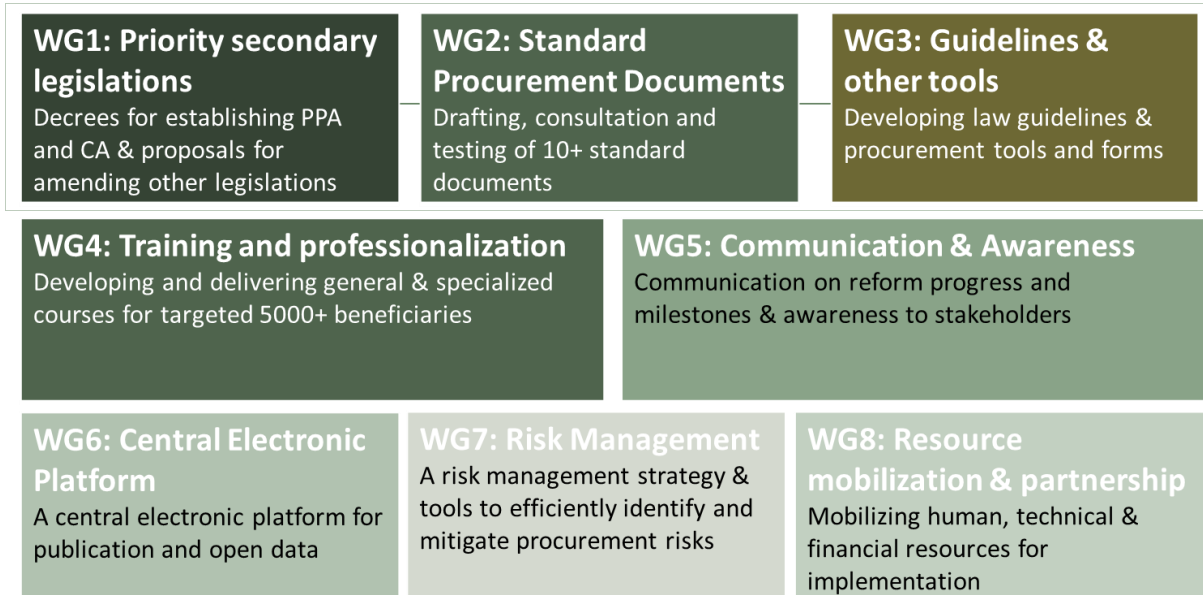 WG1: Priority secondary
legislations
Decrees for establishing PPA
and CA & proposals for
amending other legislations
WG2: Standard
Procurement Documents
Drafting, consultation and
testing of 10+ standard
documents
WG3: Guidelines &
other tools
Developing law guidelines &
procurement tools and forms
WG4: Training and professionalization
Developing and delivering general & specialized
courses for targeted 5000+ beneficiaries
WG5: Communication & Awareness
Communication on reform progress and
milestones & awareness to stakeholders
WG6: Central Electronic
Platform
A central electronic platform for
publication and open data
WG7: Risk Management
A risk management strategy &
tools to efficiently identify and
mitigate procurement risks
WG8: Resource
mobilization & partnership
Mobilizing human, technical &
financial resources for
implementation